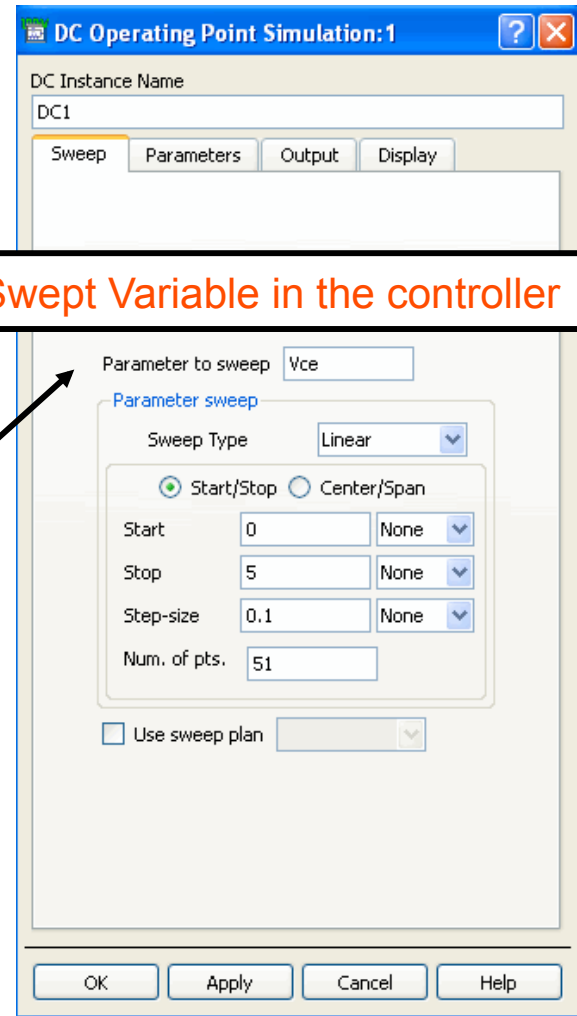 DC Operating Point Simulation:1
DC Instance Name
DC1
Sweep Parameters Output Display
Swept Variable in the controller
Parameter to sweep Vce
Parameter sweep
Sweep Type Linear
Start/Stop Center/Span
Start 0 None
Stop 5 None
Step-size 0.1 None
Num. of pts. 51
Use sweep plan
OK Apply Cancel Help